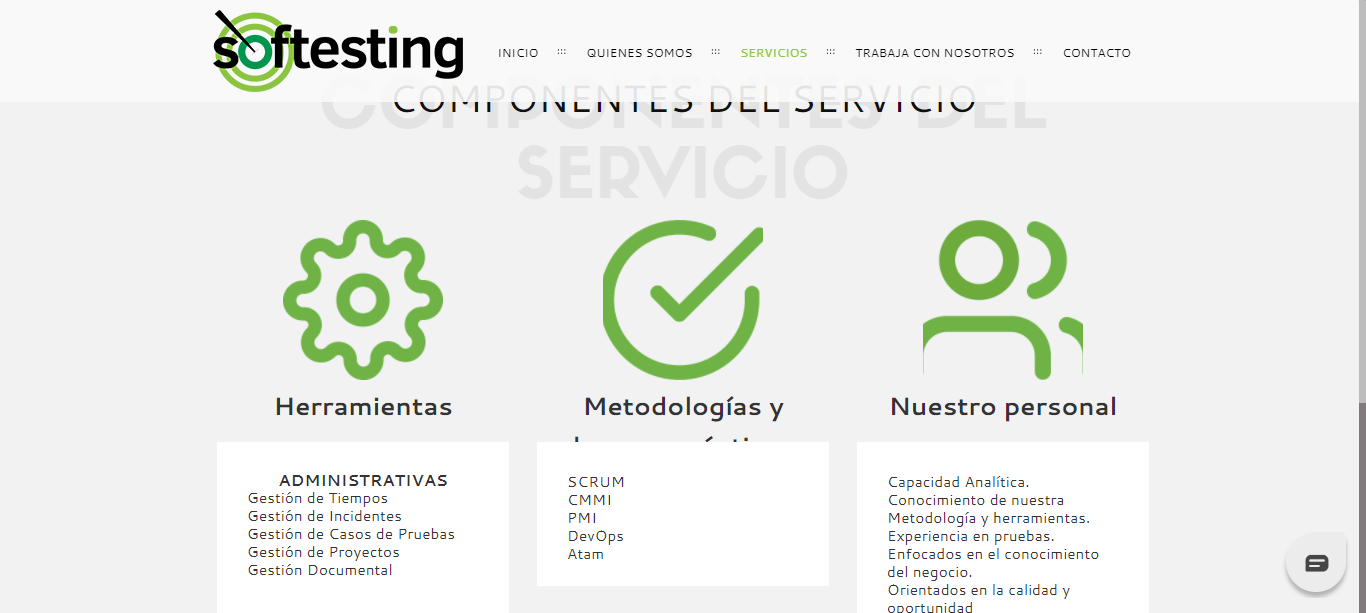 softesting
INICIO
QUIENES SOMOS
SERVICIOS
TRABAJA CON NOSOTROS
CONTACTO
COMPONENTES DEL SERVICIO
COMPONENTES DEL
SERVICIO
Herramientas
ADMINISTRATIVAS
Gestión de Tiempos
Gestión de Incidentes
Gestión de Casos de Pruebas
Gestión de Proyectos
Gestión Documental
Metodologías y
SCRUM
CMMI
PMI
DevOps
Atam
Nuestro personal
Capacidad Analítica.
Conocimiento de nuestra
Metodología y herramientas.
Experiencia en pruebas.
Enfocados en el conocimiento
del negocio.
Orientados en la calidad y
oportunidad